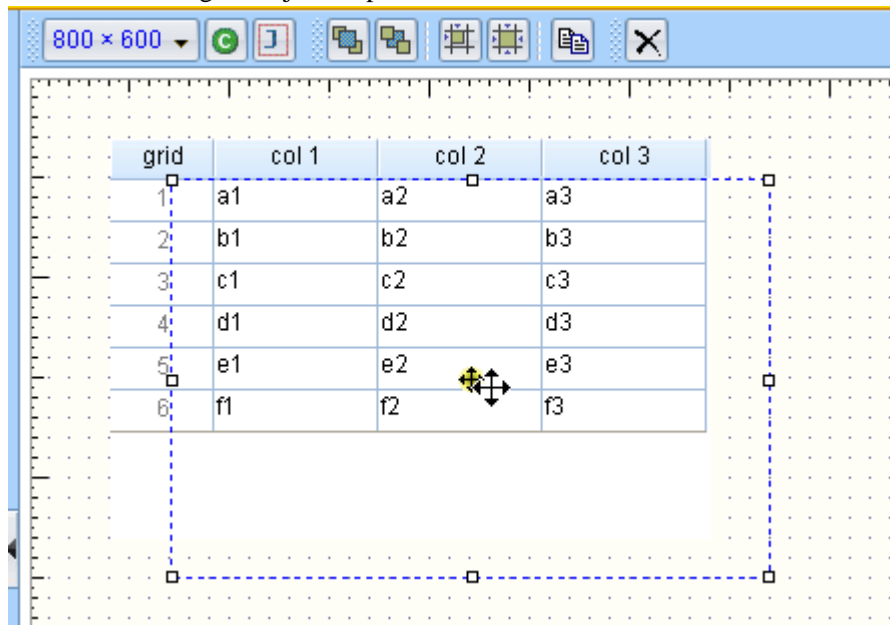 800 × 600 C J
grid col 1 col 2 col 3
1 a1 a2 a3
2 b1 b2 b3
3 c1 c2 c3
4 d1 d2 d3
5 e1 e2 e3
6 f1 f2 f3